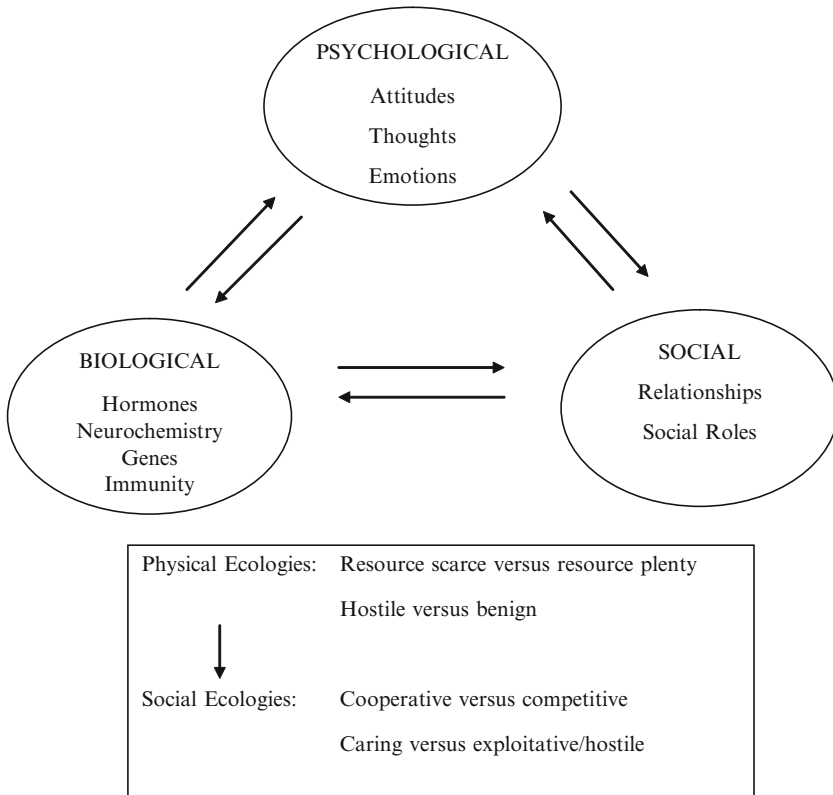 PSYCHOLOGICAL
Attitudes
Thoughts
Emotions
BIOLOGICAL
Hormones
Neurochemistry
Genes
Immunity
SOCIAL
Relationships
Social Roles
Physical Ecologies: Resource scarce versus resource plenty
Hostile versus benign
Social Ecologies: Cooperative versus competitive
Caring versus exploitative/hostile